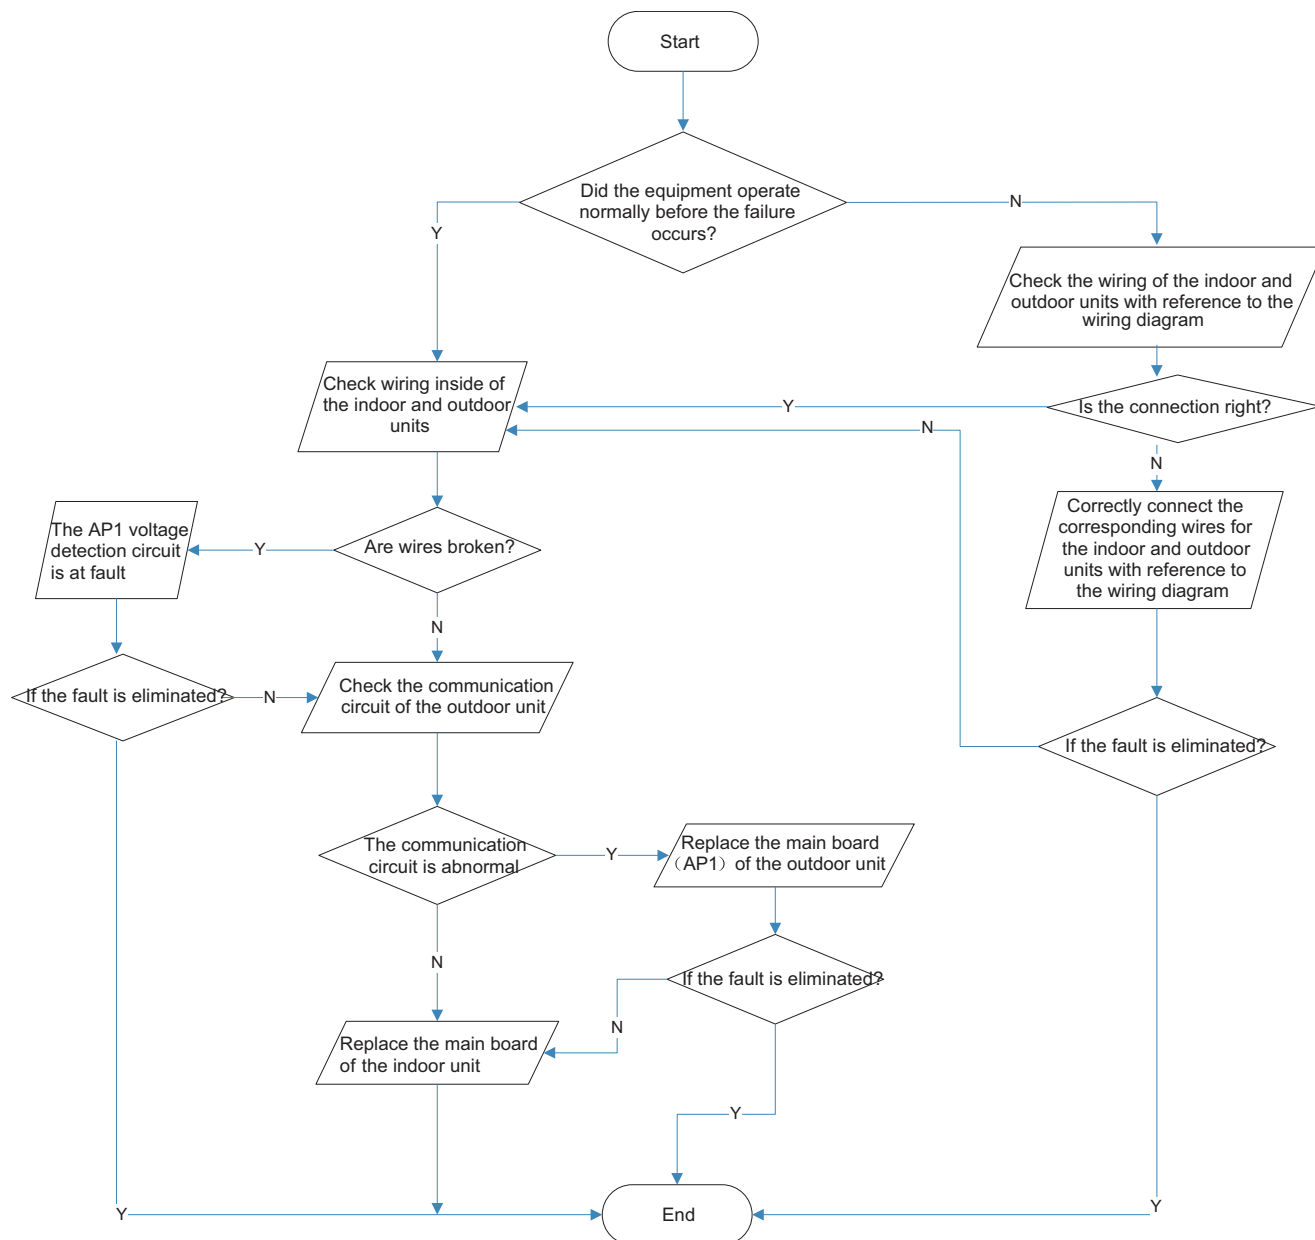 Start
Did the equipment operate
normally before the failure
occurs?
Y
N
Check the wiring of the indoor and
outdoor units with reference to the
wiring diagram
Check wiring inside of
the indoor and outdoor
units
Y
Is the connection right?
N
N
Correctly connect the
corresponding wires for
the indoor and outdoor
units with reference to
the wiring diagram
The AP1 voltage
detection circuit
is at fault
Y
Are wires broken?
N
If the fault is eliminated?
N
Check the communication
circuit of the outdoor unit
If the fault is eliminated?
The communication
circuit is abnormal
Y
Replace the main board
（AP1）of the outdoor unit
N
If the fault is eliminated?
N
Replace the main board
of the indoor unit
Y
Y
End
Y